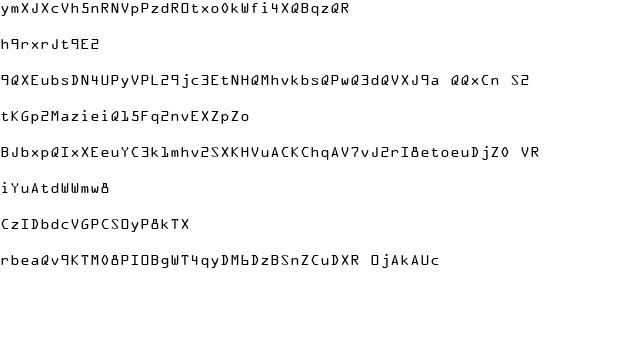 ymXJXcVh5nRNVpPzdROtxo0kWfi4XQBqzQR
h9rxrJt9E2
9QXEubsDN4UPyVPL29jc3EtNHQMhvkbsQPwQ3dQVXJ9a QQxCn S2
tKGp2MazieiQ15Fq2nvEXZpZo
BJbxpQIxXEeuYC3k1mhv2SXKHVuACKChqAV7vJ2rI8etoeuDjZ0 VR
iYuAtdWWmw8
CzIDbdcVGPCSOyP8kTX
rbeaQv9KTM08PIOBgWT4qyDM6DzBSnZCuDXR OjAkAUc